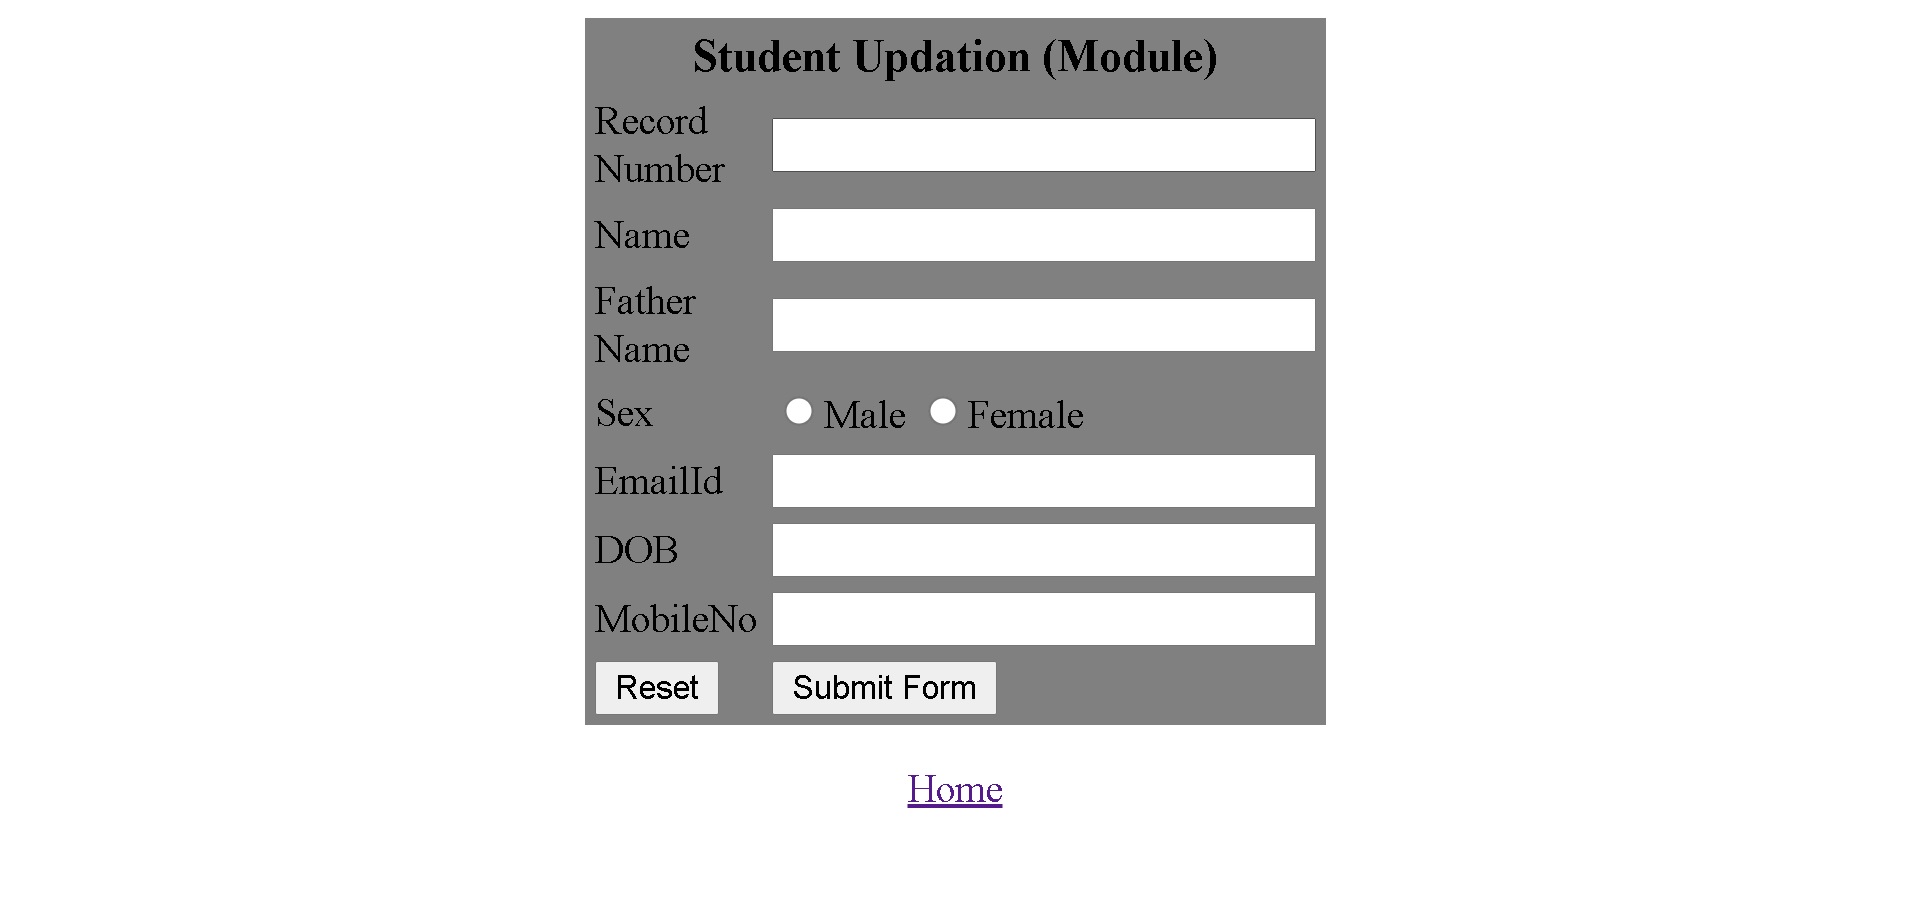 Student Updation (Module)
Record
Number
Name
Father
Name
Sex
Male Female
EmailId
DOB
MobileNo
Reset
Submit Form
Home